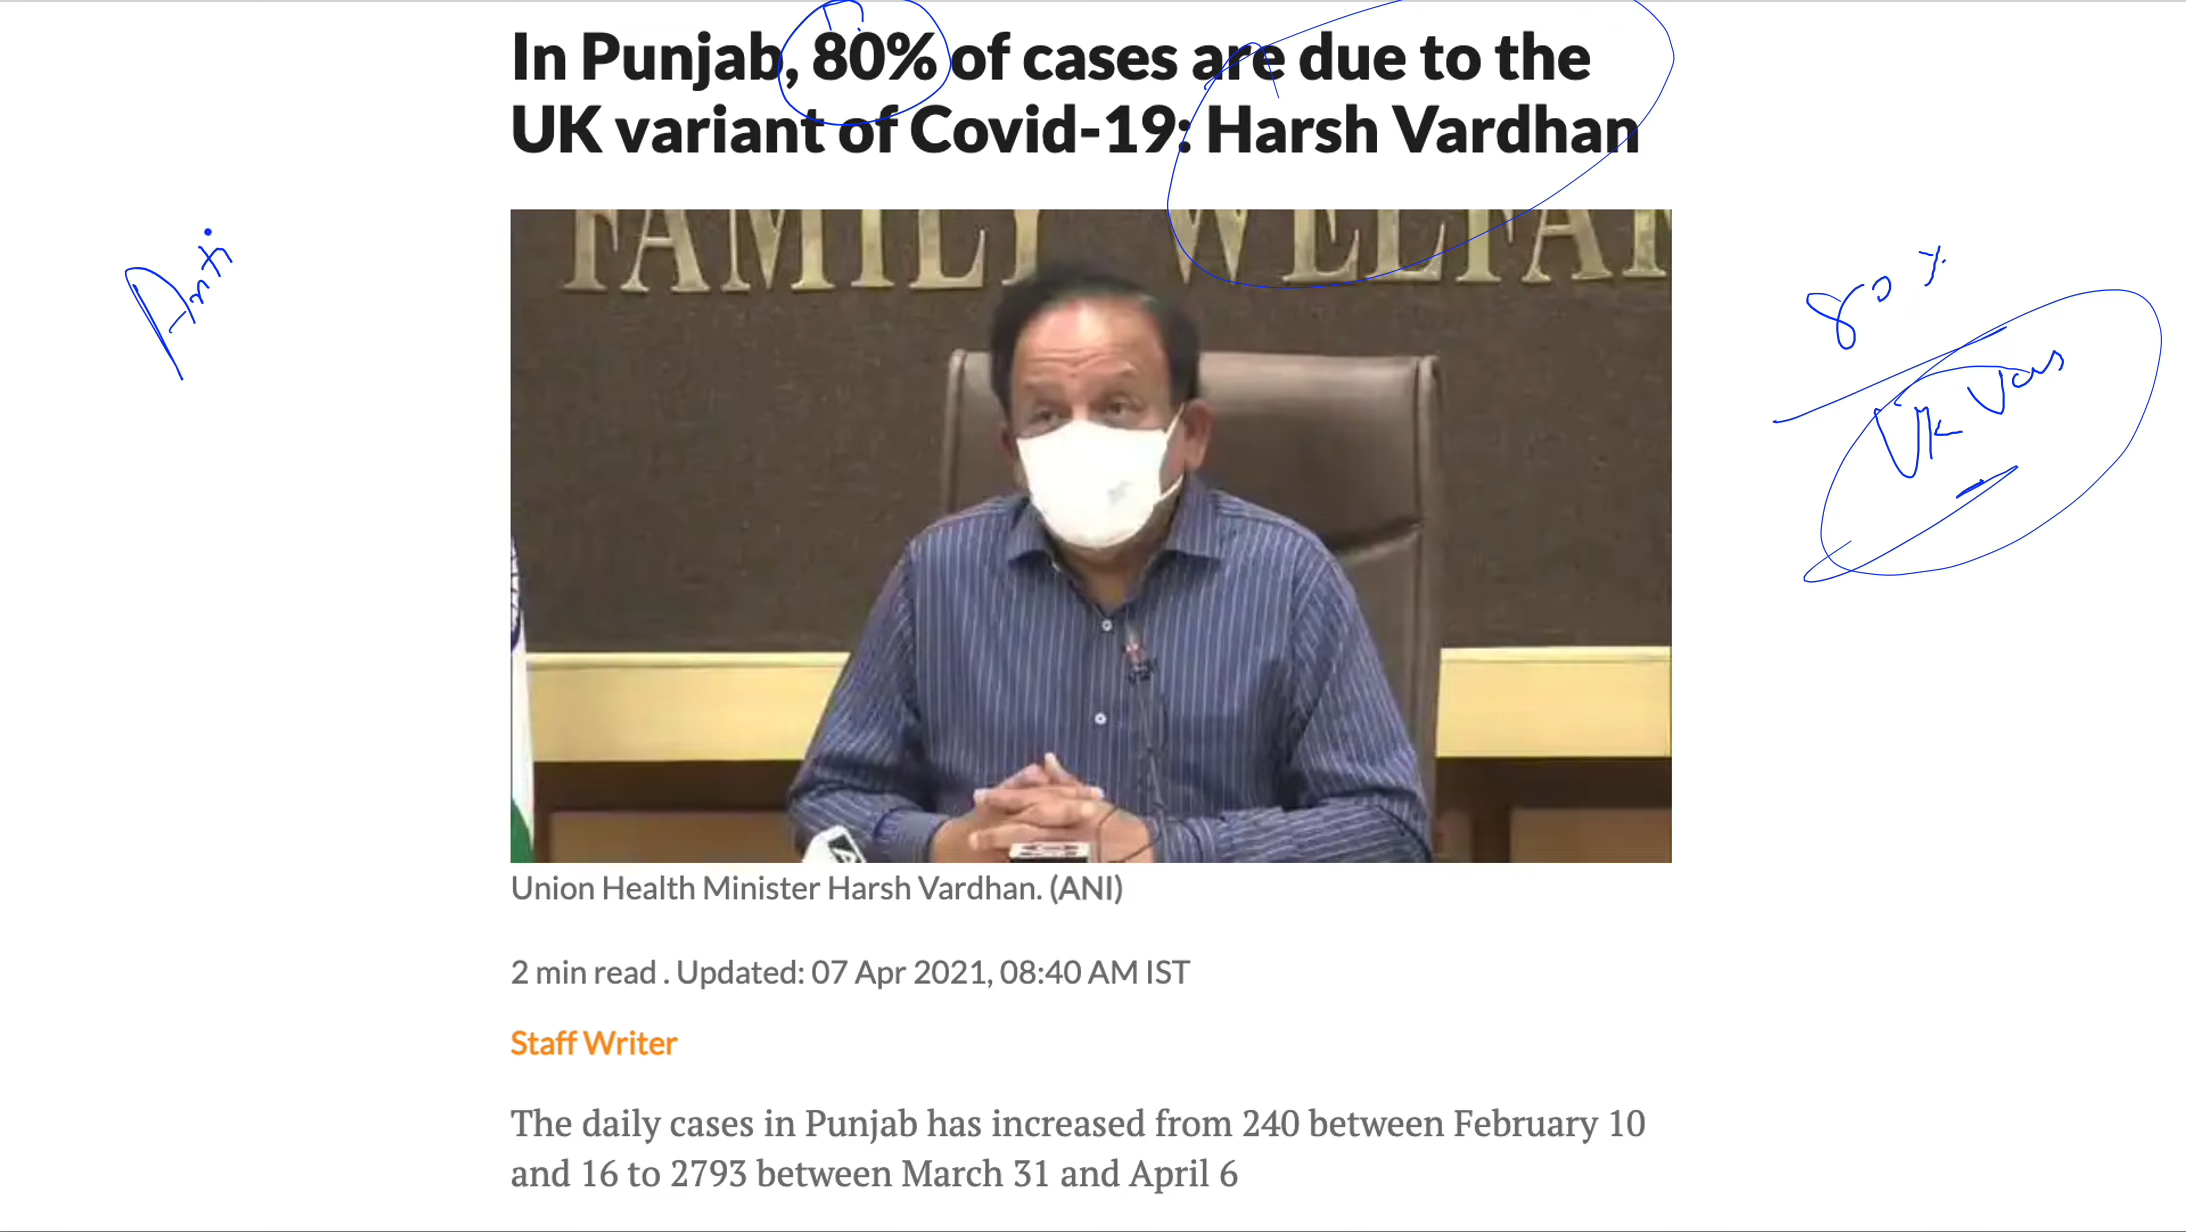 In Punjab, 80% of cases are due to the
UK variant of Covid-19: Harsh Vardhan
FAMILY WELFAR
Anti
80 %
UK
Union Health Minister Harsh Vardhan. (ANI)
2 min read . Updated: 07 Apr 2021, 08:40 AM IST
Staff Writer
The daily cases in Punjab has increased from 240 between February 10
and 16 to 2793 between March 31 and April 6